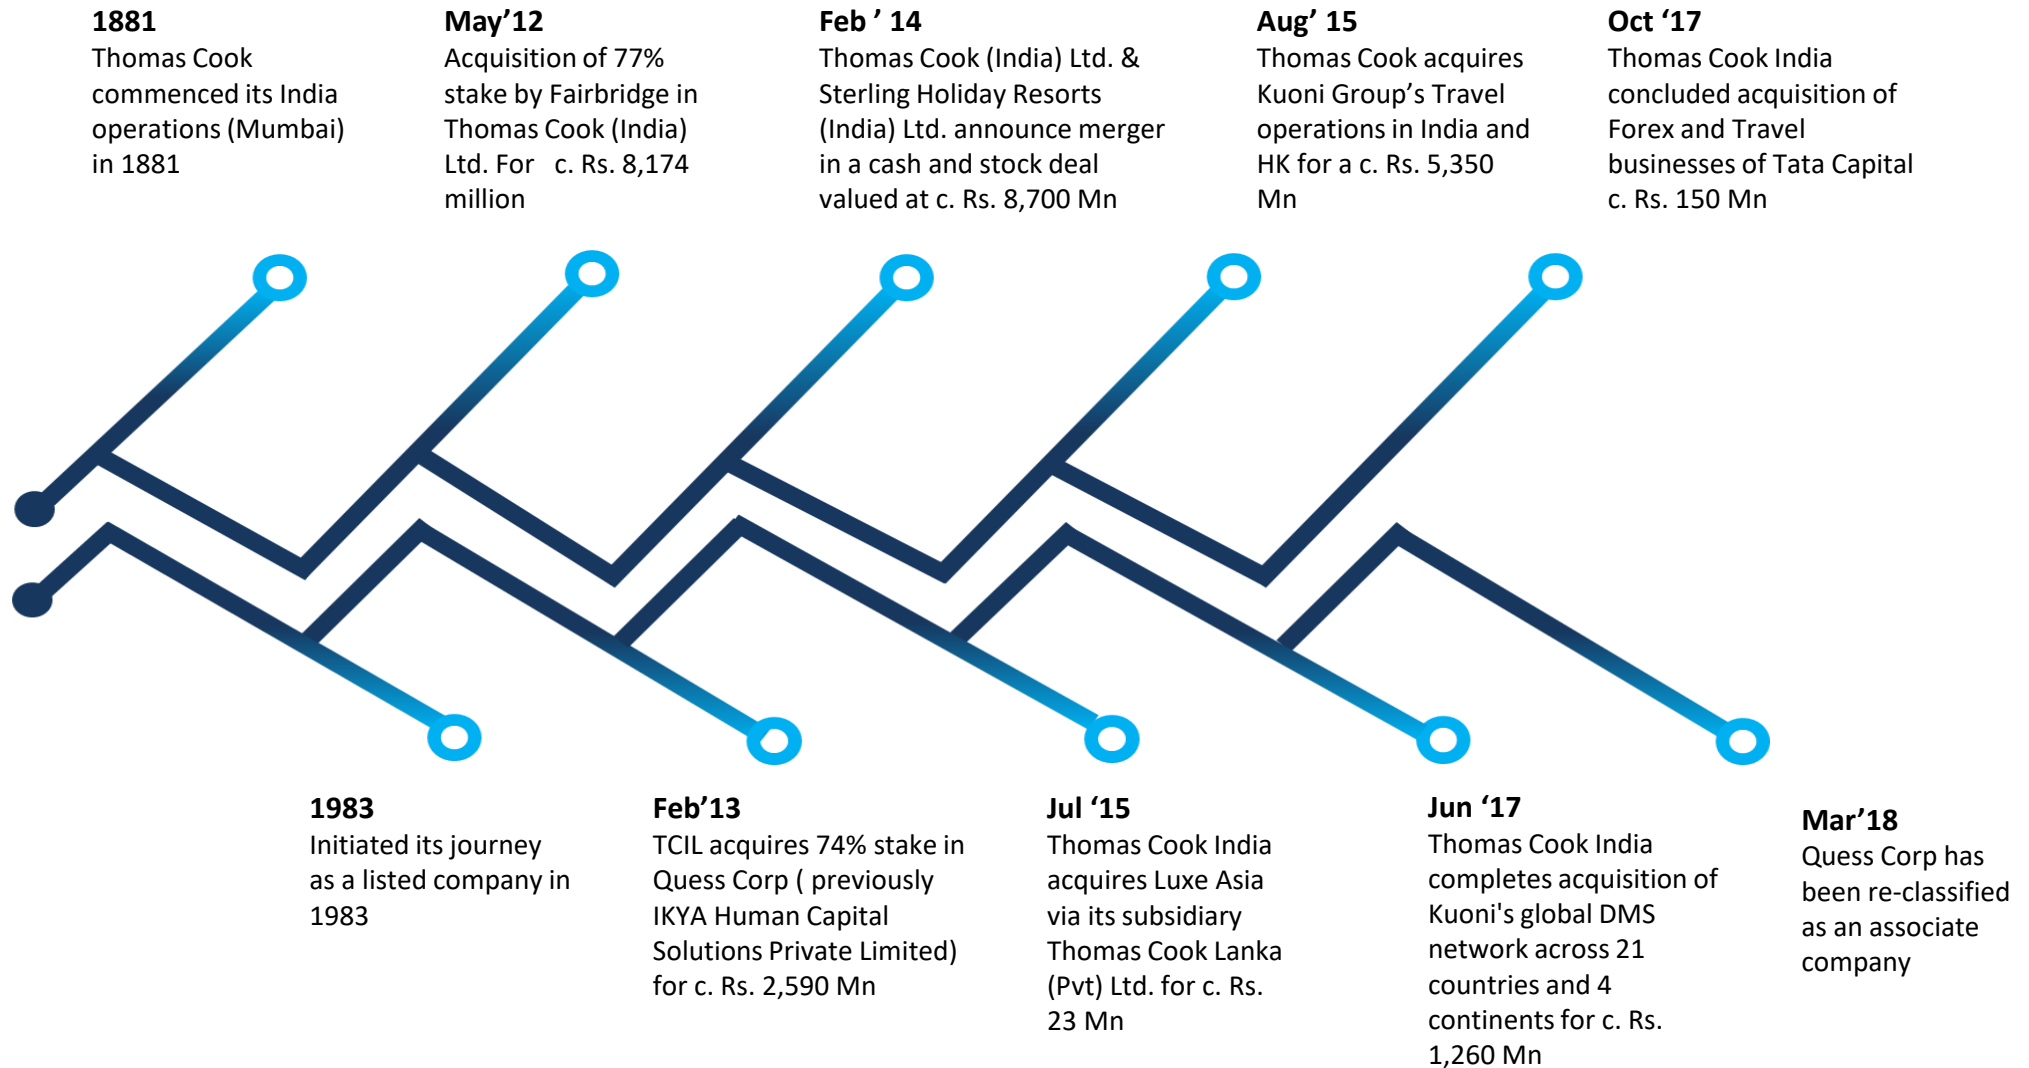 1881
Thomas Cook
commenced its India
operations (Mumbai)
in 1881
May’12
Acquisition of 77%
stake by Fairbridge in
Thomas Cook (India)
Ltd. For c. Rs. 8,174
million
Feb ’ 14
Thomas Cook (India) Ltd. &
Sterling Holiday Resorts
(India) Ltd. announce merger
in a cash and stock deal
valued at c. Rs. 8,700 Mn
Aug’ 15
Thomas Cook acquires
Kuoni Group’s Travel
operations in India and
HK for a c. Rs. 5,350
Mn
Oct ‘17
Thomas Cook India
concluded acquisition of
Forex and Travel
businesses of Tata Capital
c. Rs. 150 Mn
1983
Initiated its journey
as a listed company in
1983
Feb’13
TCIL acquires 74% stake in
Quess Corp ( previously
IKYA Human Capital
Solutions Private Limited)
for c. Rs. 2,590 Mn
Jul ‘15
Thomas Cook India
acquires Luxe Asia
via its subsidiary
Thomas Cook Lanka
(Pvt) Ltd. for c. Rs.
23 Mn
Jun ‘17
Thomas Cook India
completes acquisition of
Kuoni's global DMS
network across 21
countries and 4
continents for c. Rs.
1,260 Mn
Mar’18
Quess Corp has
been re-classified
as an associate
company